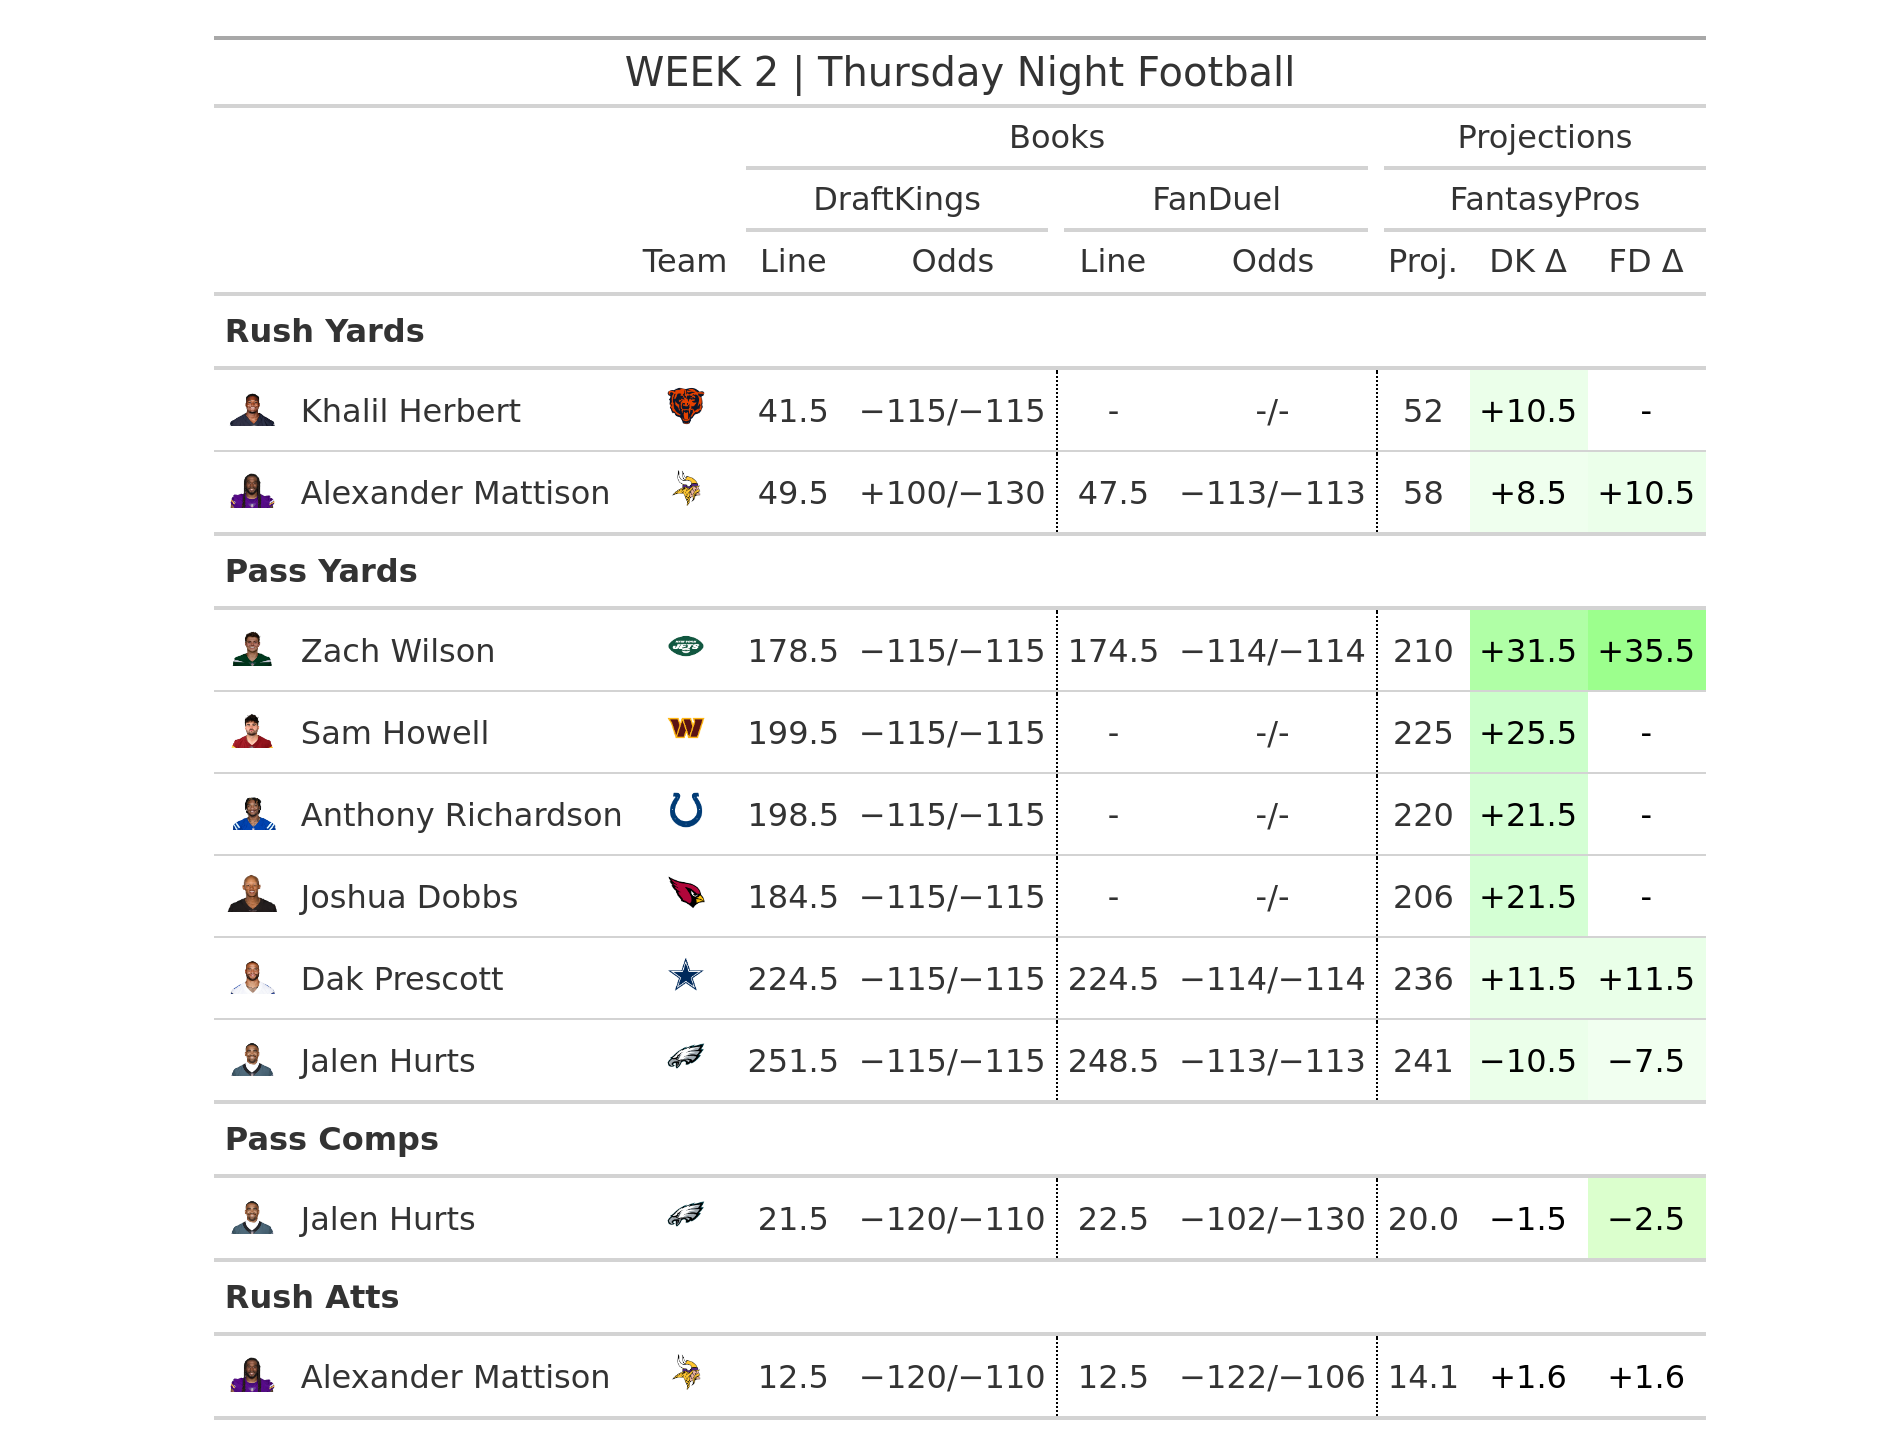 WEEK 2 | Thursday Night Football
Books Projections
DraftKings FanDuel FantasyPros
Team Line Odds Line Odds Proj. DK Δ FD Δ
Rush Yards
Khalil Herbert 41.5 −115/−115 - -/- 52 +10.5 -
Alexander Mattison 49.5 +100/−130 47.5 −113/−113 58 +8.5 +10.5
Pass Yards
Zach Wilson JETS 178.5 −115/−115 174.5 −114/−114 210 +31.5 +35.5
Sam Howell W 199.5 −115/−115 - -/- 225 +25.5 -
Anthony Richardson 198.5 −115/−115 - -/- 220 +21.5 -
Joshua Dobbs 184.5 −115/−115 - -/- 206 +21.5 -
Dak Prescott 224.5 −115/−115 224.5 −114/−114 236 +11.5 +11.5
Jalen Hurts 251.5 −115/−115 248.5 −113/−113 241 −10.5 −7.5
Pass Comps
Jalen Hurts 21.5 −120/−110 22.5 −102/−130 20.0 −1.5 −2.5
Rush Atts
Alexander Mattison 12.5 −120/−110 12.5 −122/−106 14.1 +1.6 +1.6